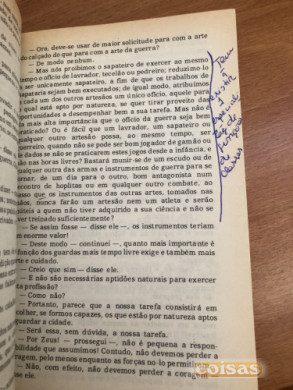 — Ora, deve-se usar de maior solicitude para com a arte
do calçado do que para com a arte da guerra?
— De modo nenhum.
— Mas nós proibimos o sapateiro de exercer ao mesmo
tempo o ofício de lavrador, tecelão ou pedreiro; reduzimo-lo
a ser unicamente sapateiro, a fim de que os trabalhos de
sapataria sejam bem executados; de igual modo, atribuímos
a cada um dos outros artesãos um único ofício, aquele para
o qual está apto por natureza, se quer tirar proveito das
oportunidades e desempenhar bem a sua tarefa. Mas não é
da mais alta importância que o ofício da guerra seja bem
praticado? Ou é fácil que um lavrador, um sapateiro ou
qualquer outro artesão possa, ao mesmo tempo, ser
guerreiro, quando não se pode ser bom jogador de gamão ou
de dados se não se praticarem estes jogos desde a infância, e
não nas horas livres? Bastará munir-se de um escudo ou de
qualquer outra das armas e instrumentos de guerra para se
tornar, de um dia para o outro, bom antagonista num
encontro de hoplitas ou em qualquer outro combate, ao
passo que os instrumentos das outras artes, tomados nas
mãos, nunca farão nem um artesão nem um atleta e serão
inúteis a quem não tiver adquirido a sua ciência e não se
tiver treinado suficientemente?
— Se assim fosse — disse ele —, os instrumentos teriam
um enorme valor!
— Deste modo — continuei —, quanto mais importante é
a função dos guardas mais tempo livre exige e também mais
arte e cuidado.
— Creio que sim — disse ele.
— E não são necessárias aptidões naturais para exercer
esta profissão?
— Como não?
— Portanto, parece que a nossa tarefa consistirá em
escolher, se formos capazes, os que estão por natureza aptos
para guardar a cidade.
— Será essa, sem dúvida, a nossa tarefa.
— Por Zeus! — prossegui —, não é pequena a respon-
sabilidade que assumimos! Contudo, não devemos perder a
coragem, pelo menos enquanto as forças no-lo permitirem.
— Não, com efeito, não devemos perder a coragem
— disse ele.
coisas